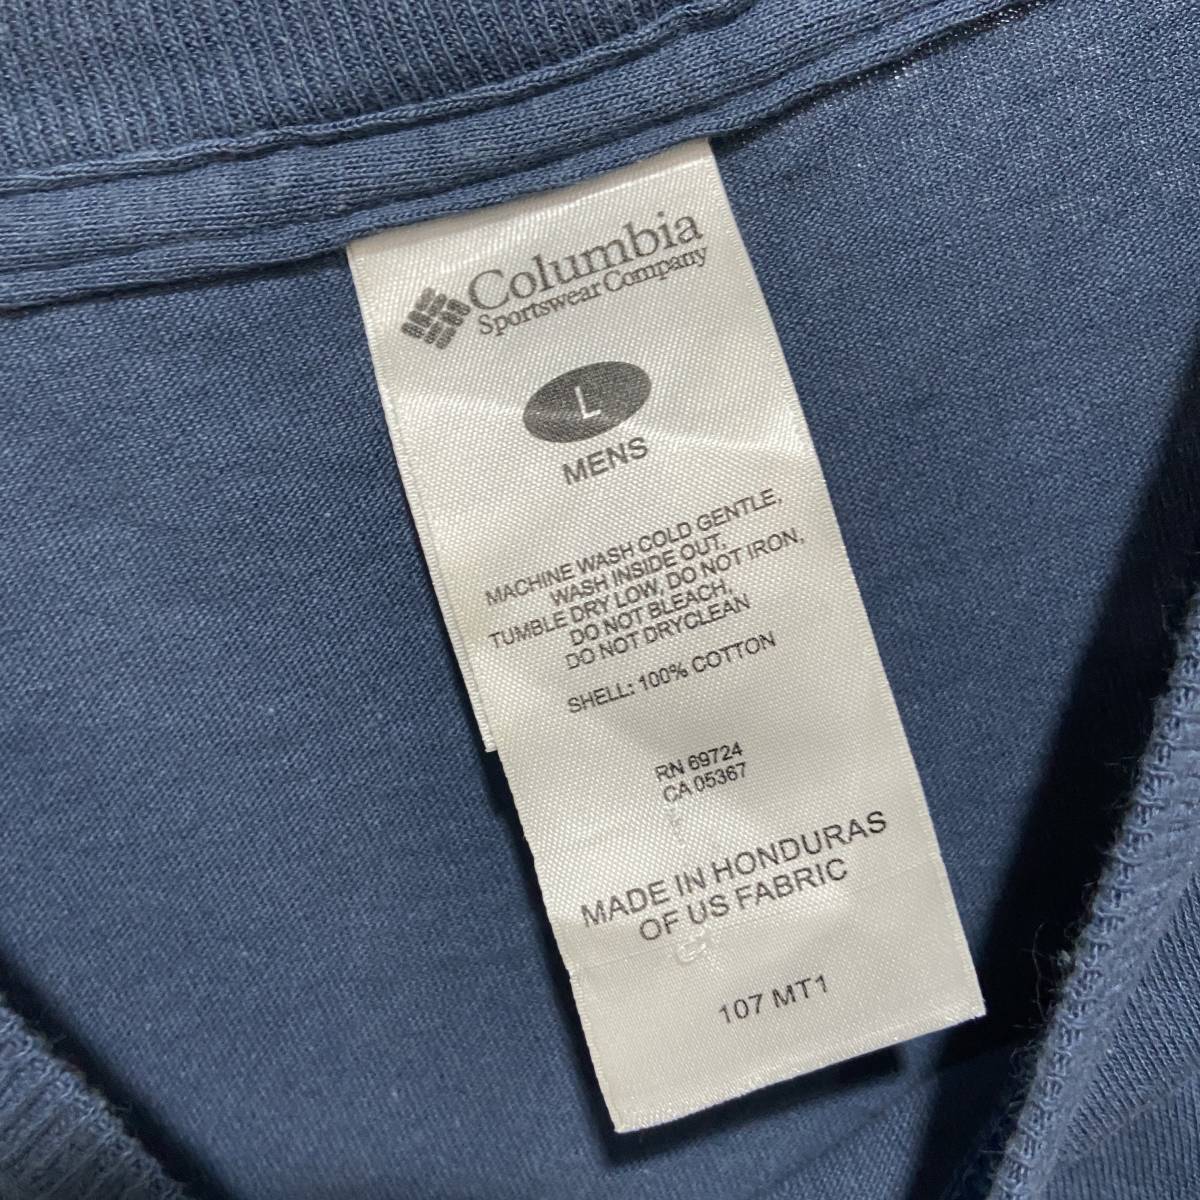 Columbia
Sportswear Company
L
MENS
MACHINE WASH COLD GENTLE,
WASH INSIDE OUT,
TUMBLE DRY LOW, DO NOT IRON,
DO NOT BLEACH,
DO NOT DRYCLEAN
SHELL: 100% COTTON
RN 69724
CA 05367
MADE IN HONDURAS
OF US FABRIC
107 MT1